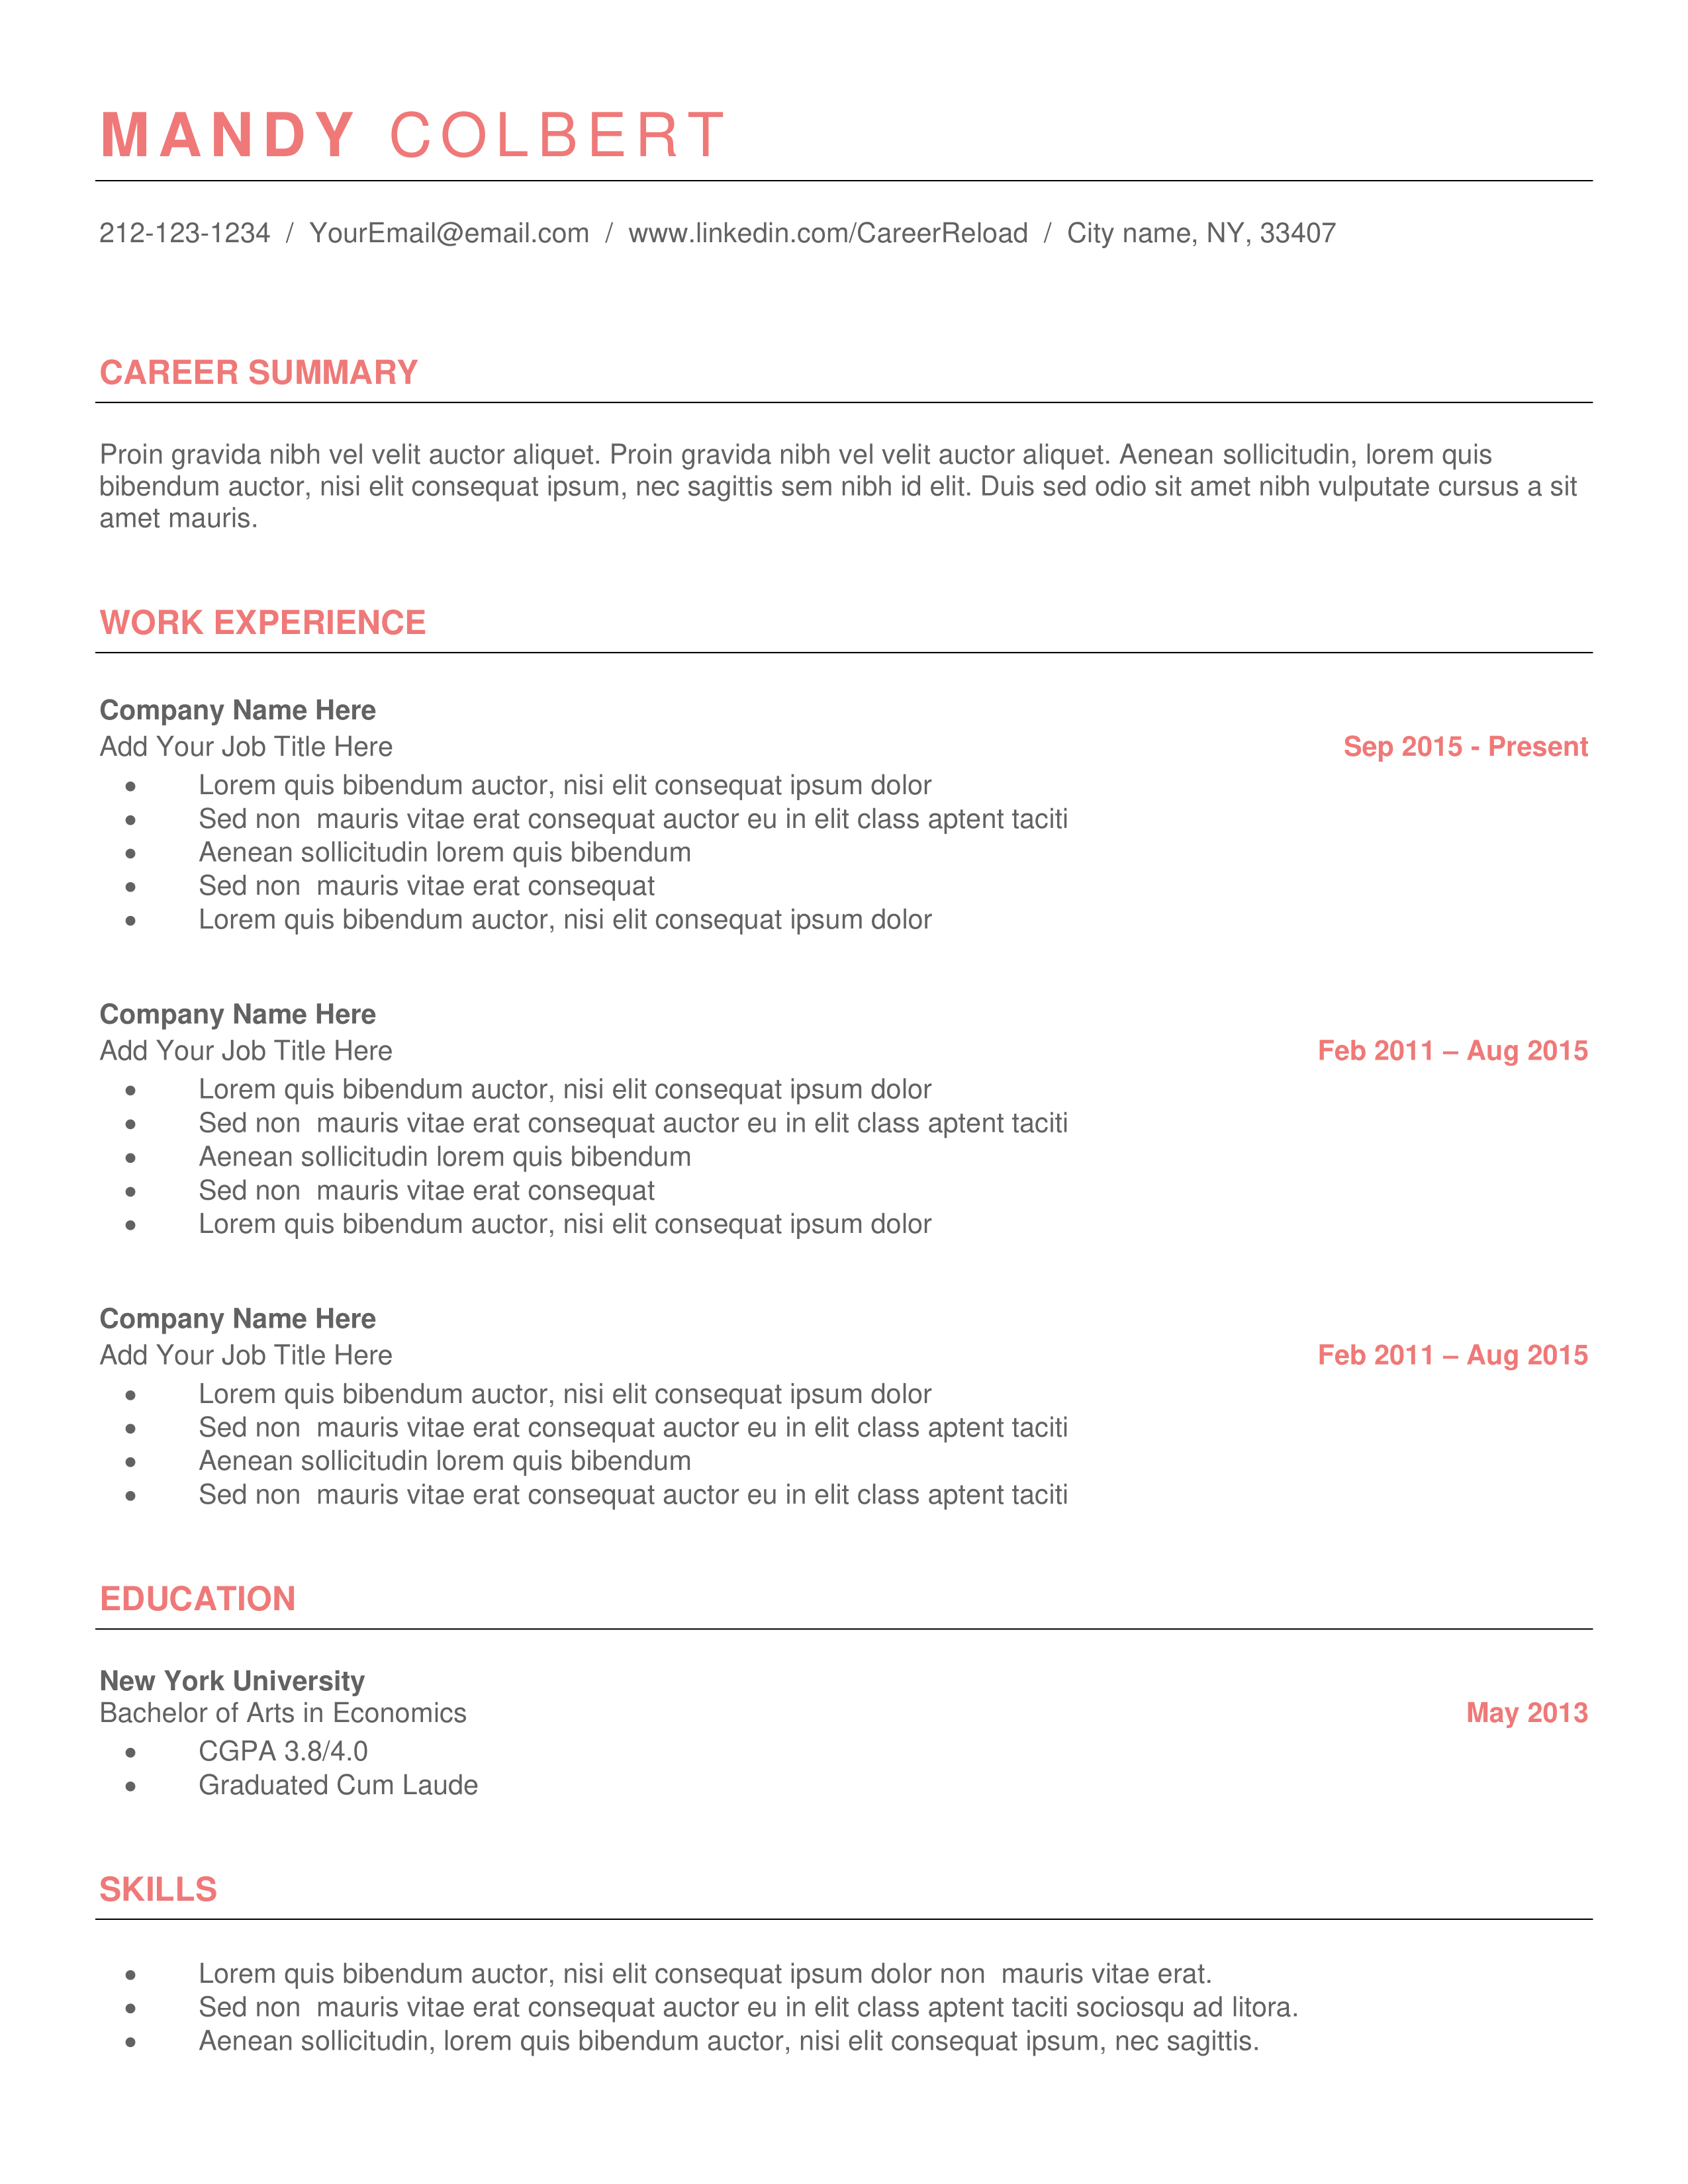 MANDY COLBERT
212-123-1234 / YourEmail@email.com / www.linkedin.com/CareerReload / City name, NY, 33407
CAREER SUMMARY
Proin gravida nibh vel velit auctor aliquet. Proin gravida nibh vel velit auctor aliquet. Aenean sollicitudin, lorem quis
bibendum auctor, nisi elit consequat ipsum, nec sagittis sem nibh id elit. Duis sed odio sit amet nibh vulputate cursus a sit
amet mauris.
WORK EXPERIENCE
Company Name Here
Add Your Job Title Here Sep 2015 - Present
• Lorem quis bibendum auctor, nisi elit consequat ipsum dolor
• Sed non  mauris vitae erat consequat auctor eu in elit class aptent taciti
• Aenean sollicitudin lorem quis bibendum
• Sed non  mauris vitae erat consequat
• Lorem quis bibendum auctor, nisi elit consequat ipsum dolor
Company Name Here
Add Your Job Title Here Feb 2011 – Aug 2015
• Lorem quis bibendum auctor, nisi elit consequat ipsum dolor
• Sed non  mauris vitae erat consequat auctor eu in elit class aptent taciti
• Aenean sollicitudin lorem quis bibendum
• Sed non  mauris vitae erat consequat
• Lorem quis bibendum auctor, nisi elit consequat ipsum dolor
Company Name Here
Add Your Job Title Here Feb 2011 – Aug 2015
• Lorem quis bibendum auctor, nisi elit consequat ipsum dolor
• Sed non  mauris vitae erat consequat auctor eu in elit class aptent taciti
• Aenean sollicitudin lorem quis bibendum
• Sed non  mauris vitae erat consequat auctor eu in elit class aptent taciti
EDUCATION
New York University
Bachelor of Arts in Economics May 2013
• CGPA 3.8/4.0
• Graduated Cum Laude
SKILLS
• Lorem quis bibendum auctor, nisi elit consequat ipsum dolor non  mauris vitae erat.
• Sed non  mauris vitae erat consequat auctor eu in elit class aptent taciti sociosqu ad litora.
• Aenean sollicitudin, lorem quis bibendum auctor, nisi elit consequat ipsum, nec sagittis.